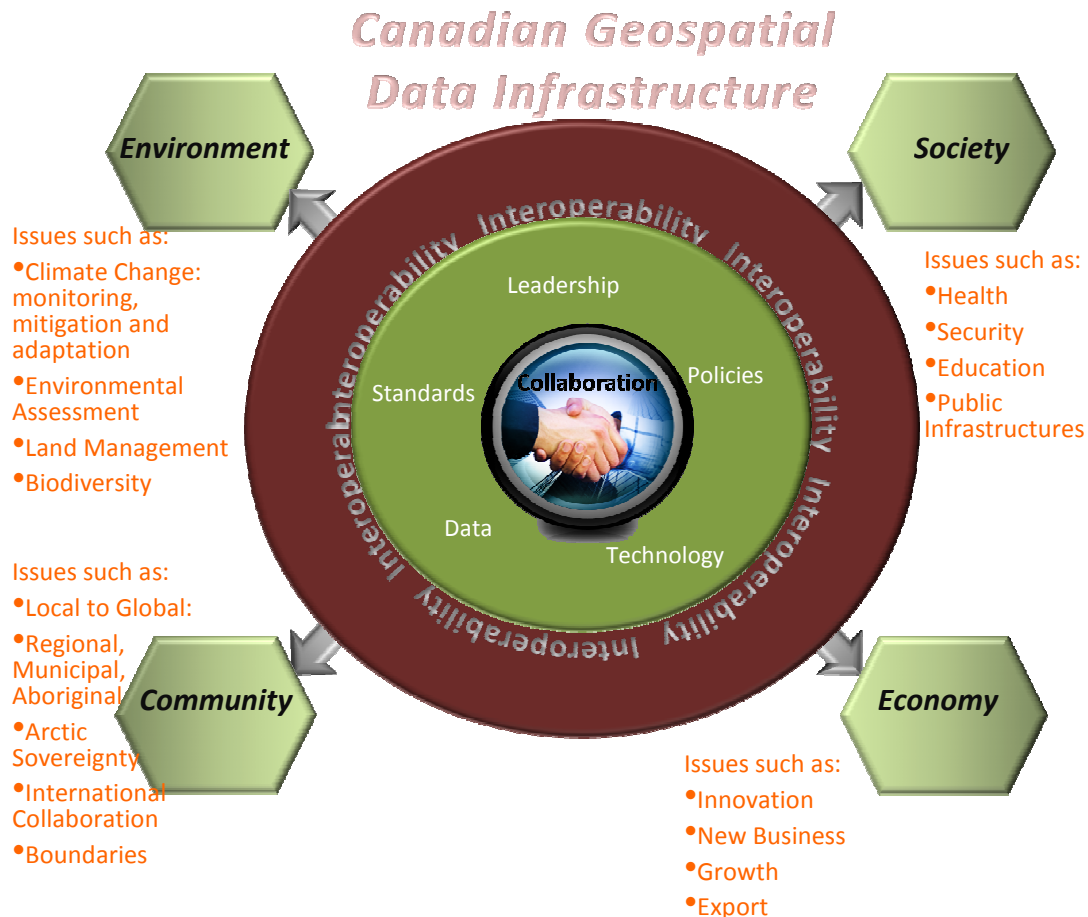 Canadian Geospatial
Data Infrastructure
Environment
Society
Issues such as:
•Climate Change:
monitoring,
mitigation and
adaptation
•Environmental
Assessment
•Land Management
•Biodiversity
Issues such as:
•Health
•Security
•Education
•Public
Infrastructures
Interoperability Interoperability Interoperability Interoperability Interoperability Interoperability Interopera
Leadership
Standards
Collaboration
Policies
Data
Technology
Issues such as:
•Local to Global:
•Regional,
Municipal,
Aboriginal
•Arctic
Sovereignty
•International
Collaboration
•Boundaries
Community
Economy
Issues such as:
•Innovation
•New Business
•Growth
•Export